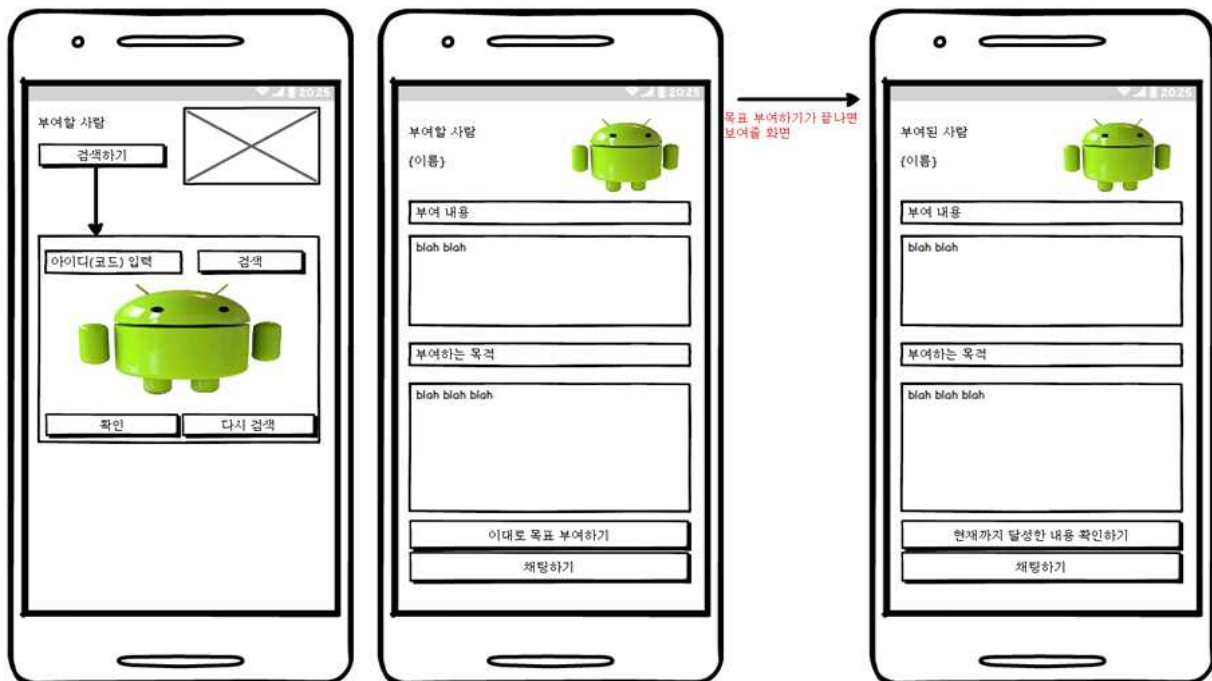 2025
부여할 사람
검색하기
아이디(코드) 입력
검색
확인
다시 검색
2025
부여할 사람
{이름}
부여 내용
blah blah
부여하는 목적
blah blah blah
이대로 목표 부여하기
채팅하기
목표 부여하기가 끝나면
보여줄 화면
2025
부여된 사람
{이름}
부여 내용
blah blah
부여하는 목적
blah blah blah
현재까지 달성한 내용 확인하기
채팅하기